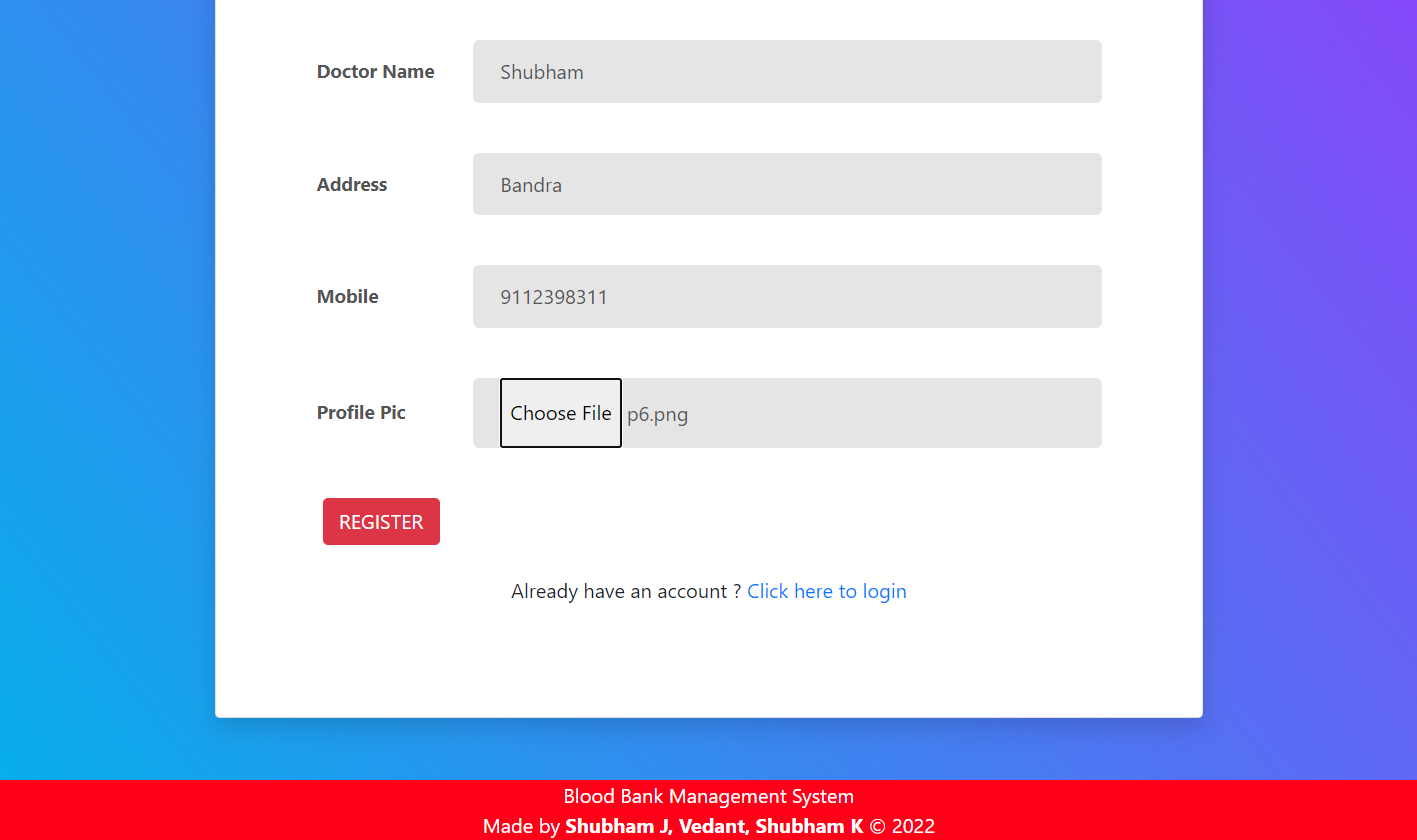 Doctor Name Shubham
Address Bandra
Mobile 9112398311
Profile Pic Choose File p6.png
REGISTER
Already have an account ? Click here to login
Blood Bank Management System
Made by Shubham J, Vedant, Shubham K © 2022